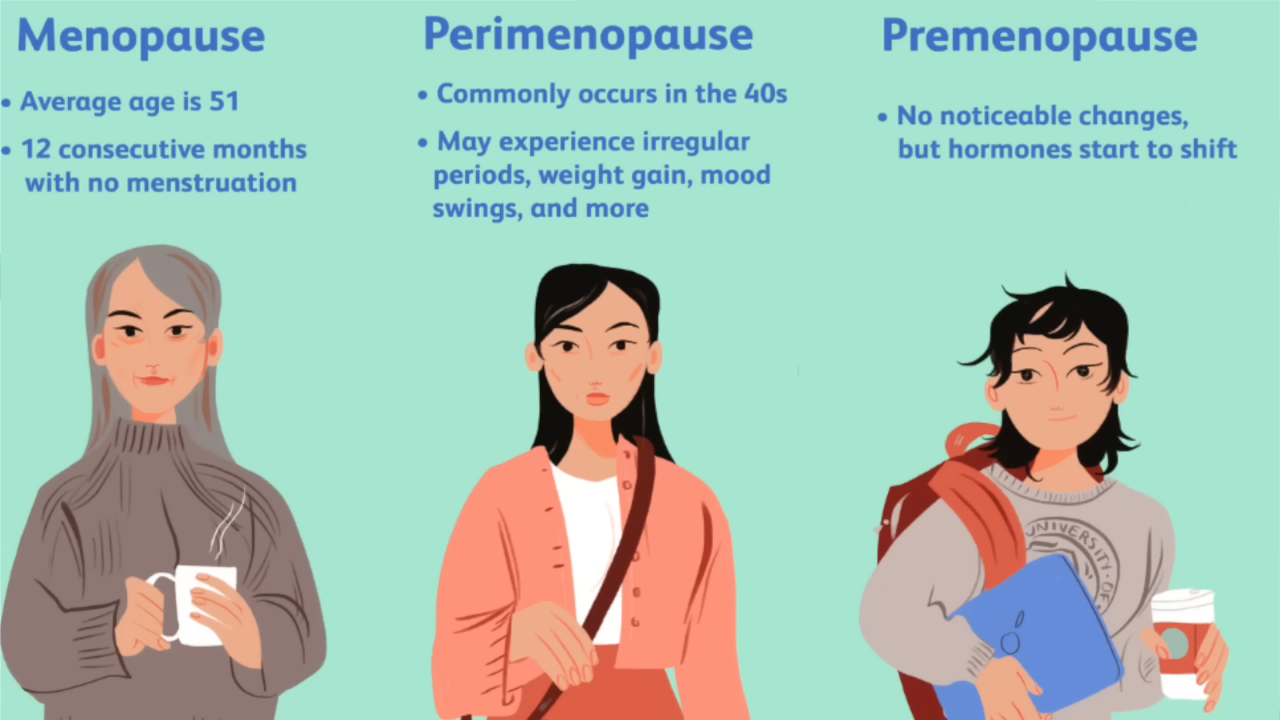 Menopause
• Average age is 51
• 12 consecutive months
with no menstruation
Perimenopause
• Commonly occurs in the 40s
• May experience irregular
periods, weight gain, mood
swings, and more
Premenopause
• No noticeable changes,
but hormones start to shift
UNIVERSITY · OF